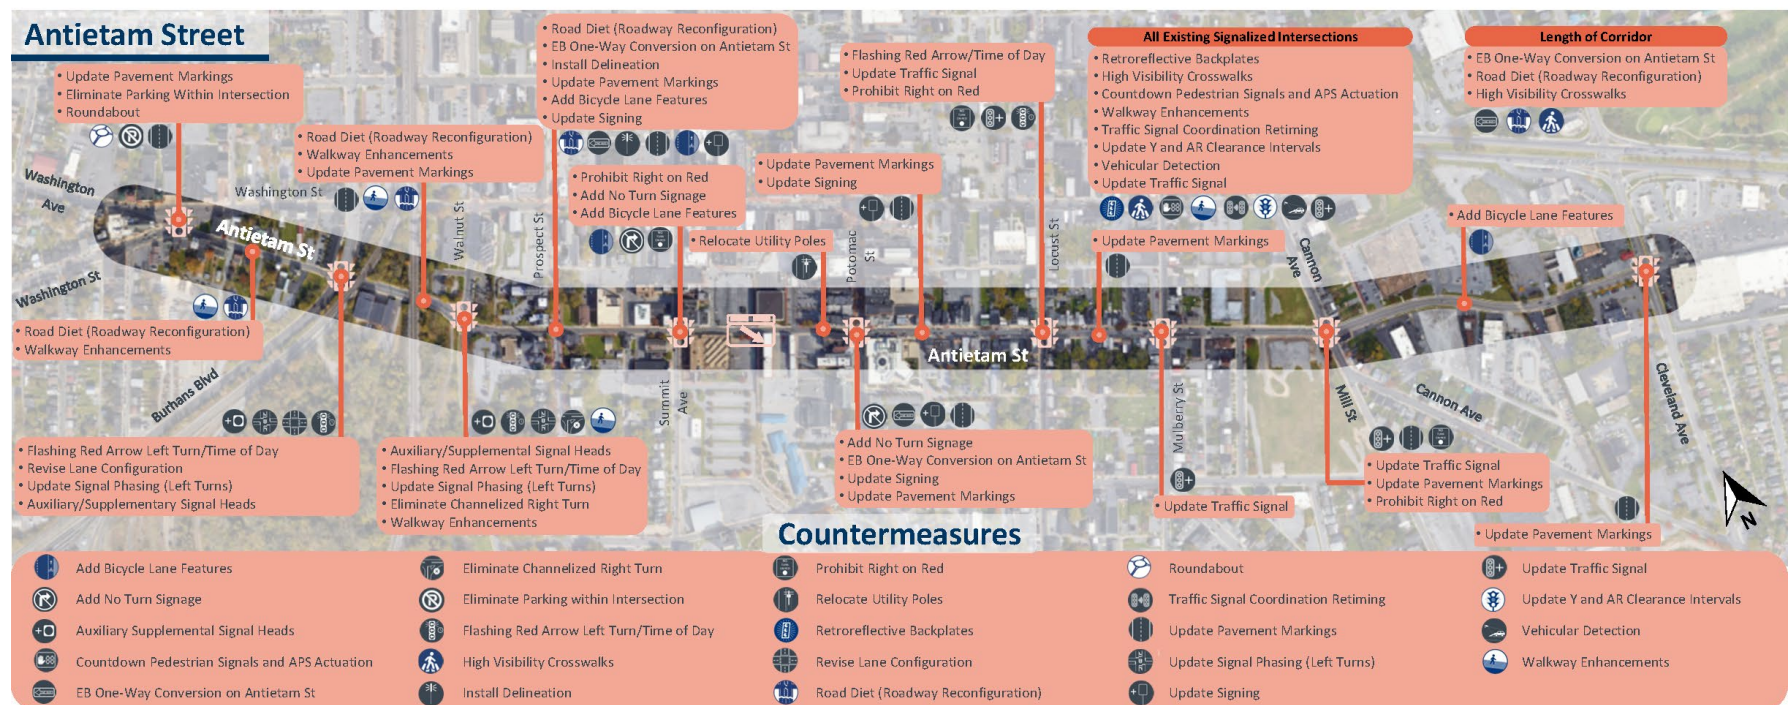 Antietam Street
• Update Pavement Markings
• Eliminate Parking Within Intersection
• Roundabout
• Road Diet (Roadway Reconfiguration)
• Walkway Enhancements
• Update Pavement Markings
• Road Diet (Roadway Reconfiguration)
• EB One-Way Conversion on Antietam St
• Install Delineation
• Update Pavement Markings
• Add Bicycle Lane Features
• Update Signing
• Prohibit Right on Red
• Add No Turn Signage
• Add Bicycle Lane Features
• Relocate Utility Poles
• Update Pavement Markings
• Update Signing
• Flashing Red Arrow/Time of Day
• Update Traffic Signal
• Prohibit Right on Red
All Existing Signalized Intersections
• Retroreflective Backplates
• High Visibility Crosswalks
• Countdown Pedestrian Signals and APS Actuation
• Walkway Enhancements
• Traffic Signal Coordination Retiming
• Update Y and AR Clearance Intervals
• Vehicular Detection
• Update Traffic Signal
Length of Corridor
• EB One-Way Conversion on Antietam St
• Road Diet (Roadway Reconfiguration)
• High Visibility Crosswalks
• Update Pavement Markings
• Add Bicycle Lane Features
Washington
Ave
Washington St
Antietam St
Washington St
Walnut St
Prospect St
Potomac
St
Locust St
Cannon
Ave
Antietam St
Burhans Blvd
Summit
Ave
Mulberry St
Mill St
Cannon Ave
Cleveland Ave
• Road Diet (Roadway Reconfiguration)
• Walkway Enhancements
• Flashing Red Arrow Left Turn/Time of Day
• Revise Lane Configuration
• Update Signal Phasing (Left Turns)
• Auxiliary/Supplementary Signal Heads
• Auxiliary/Supplemental Signal Heads
• Flashing Red Arrow Left Turn/Time of Day
• Update Signal Phasing (Left Turns)
• Eliminate Channelized Right Turn
• Walkway Enhancements
• Add No Turn Signage
• EB One-Way Conversion on Antietam St
• Update Signing
• Update Pavement Markings
• Update Traffic Signal
• Update Traffic Signal
• Update Pavement Markings
• Prohibit Right on Red
• Update Pavement Markings
N
Countermeasures
Add Bicycle Lane Features
Add No Turn Signage
Auxiliary Supplemental Signal Heads
Countdown Pedestrian Signals and APS Actuation
EB One-Way Conversion on Antietam St
Eliminate Channelized Right Turn
Eliminate Parking within Intersection
Flashing Red Arrow Left Turn/Time of Day
High Visibility Crosswalks
Install Delineation
Prohibit Right on Red
Relocate Utility Poles
Retroreflective Backplates
Revise Lane Configuration
Road Diet (Roadway Reconfiguration)
Roundabout
Traffic Signal Coordination Retiming
Update Pavement Markings
Update Signal Phasing (Left Turns)
Update Signing
Update Traffic Signal
Update Y and AR Clearance Intervals
Vehicular Detection
Walkway Enhancements